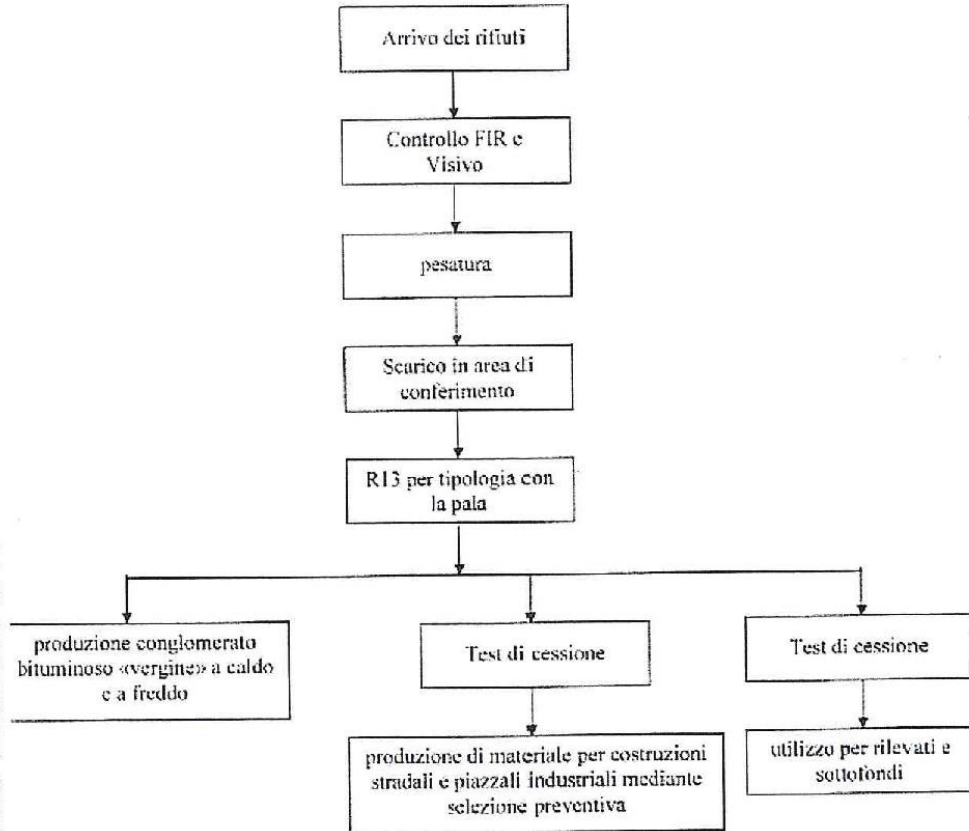 Arrivo dei rifiuti
Controllo FIR e
Visivo
pesatura
Scarico in area di
conferimento
R13 per tipologia con
la pala
produzione conglomerato
bituminoso «vergine» a caldo
e a freddo
Test di cessione
Test di cessione
produzione di materiale per costruzioni
stradali e piazzali industriali mediante
selezione preventiva
utilizzo per rilevati e
sottofondi